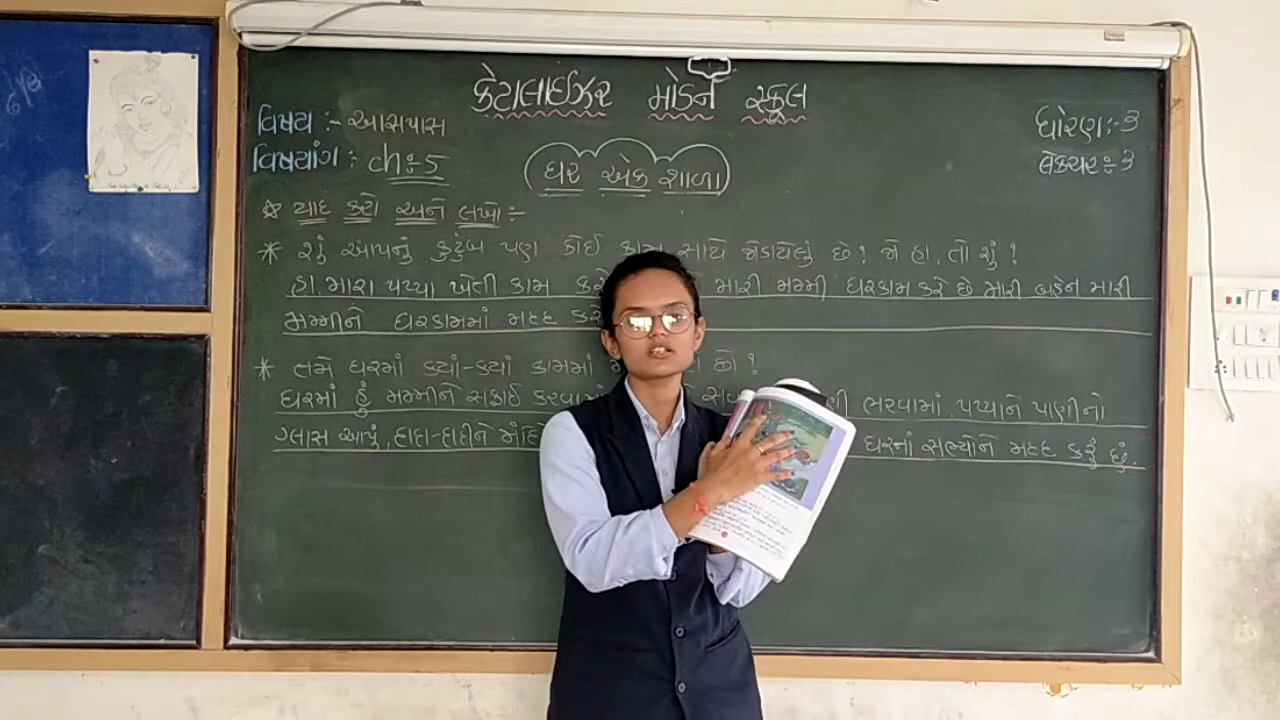 કેટાલાઈઝર મોર્ડન સ્કૂલ
વિષય :- આસપાસ
ધોરણ:-૩
વિષયાંગ :- ch:-5
લેક્ચર:-૩
ઘર એક શાળા
યાદ કરો અને લખો :-
* શું આપનું કુટુંબ પણ કોઈ કામ સાથે જોડાયેલું છે? જો હા, તો શું?
હા. મારા પપ્પા ખેતી કામ કરે મારી મમ્મી ઘરકામ કરે છે મારી બહેન મારી
મમ્મીને ઘરકામમાં મદદ કરે
* તમે ઘરમાં ક્યાં-ક્યાં કામમાં છો?
ઘરમાં હું મમ્મીને સફાઈ કરવામાં ભરવામાં, પપ્પાને પાણીનો
ગ્લાસ આપું, દાદા-દાદીને ઘરનાં સભ્યોને મદદ કરું છું.